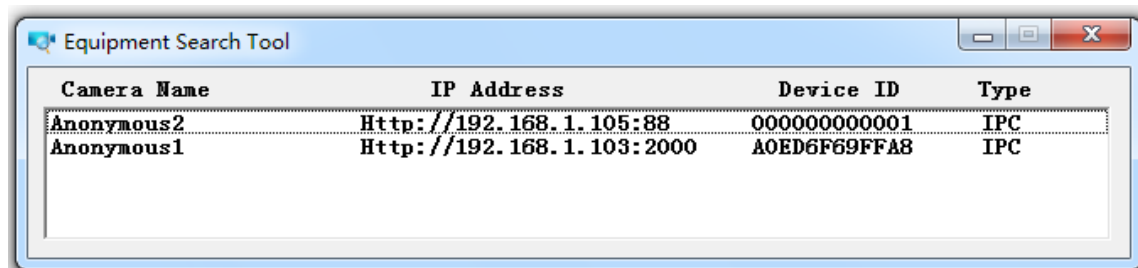 Equipment Search Tool
Camera Name IP Address Device ID Type
Anonymous2 Http://192.168.1.105:88 000000000001 IPC
Anonymous1 Http://192.168.1.103:2000 A0ED6F69FFA8 IPC